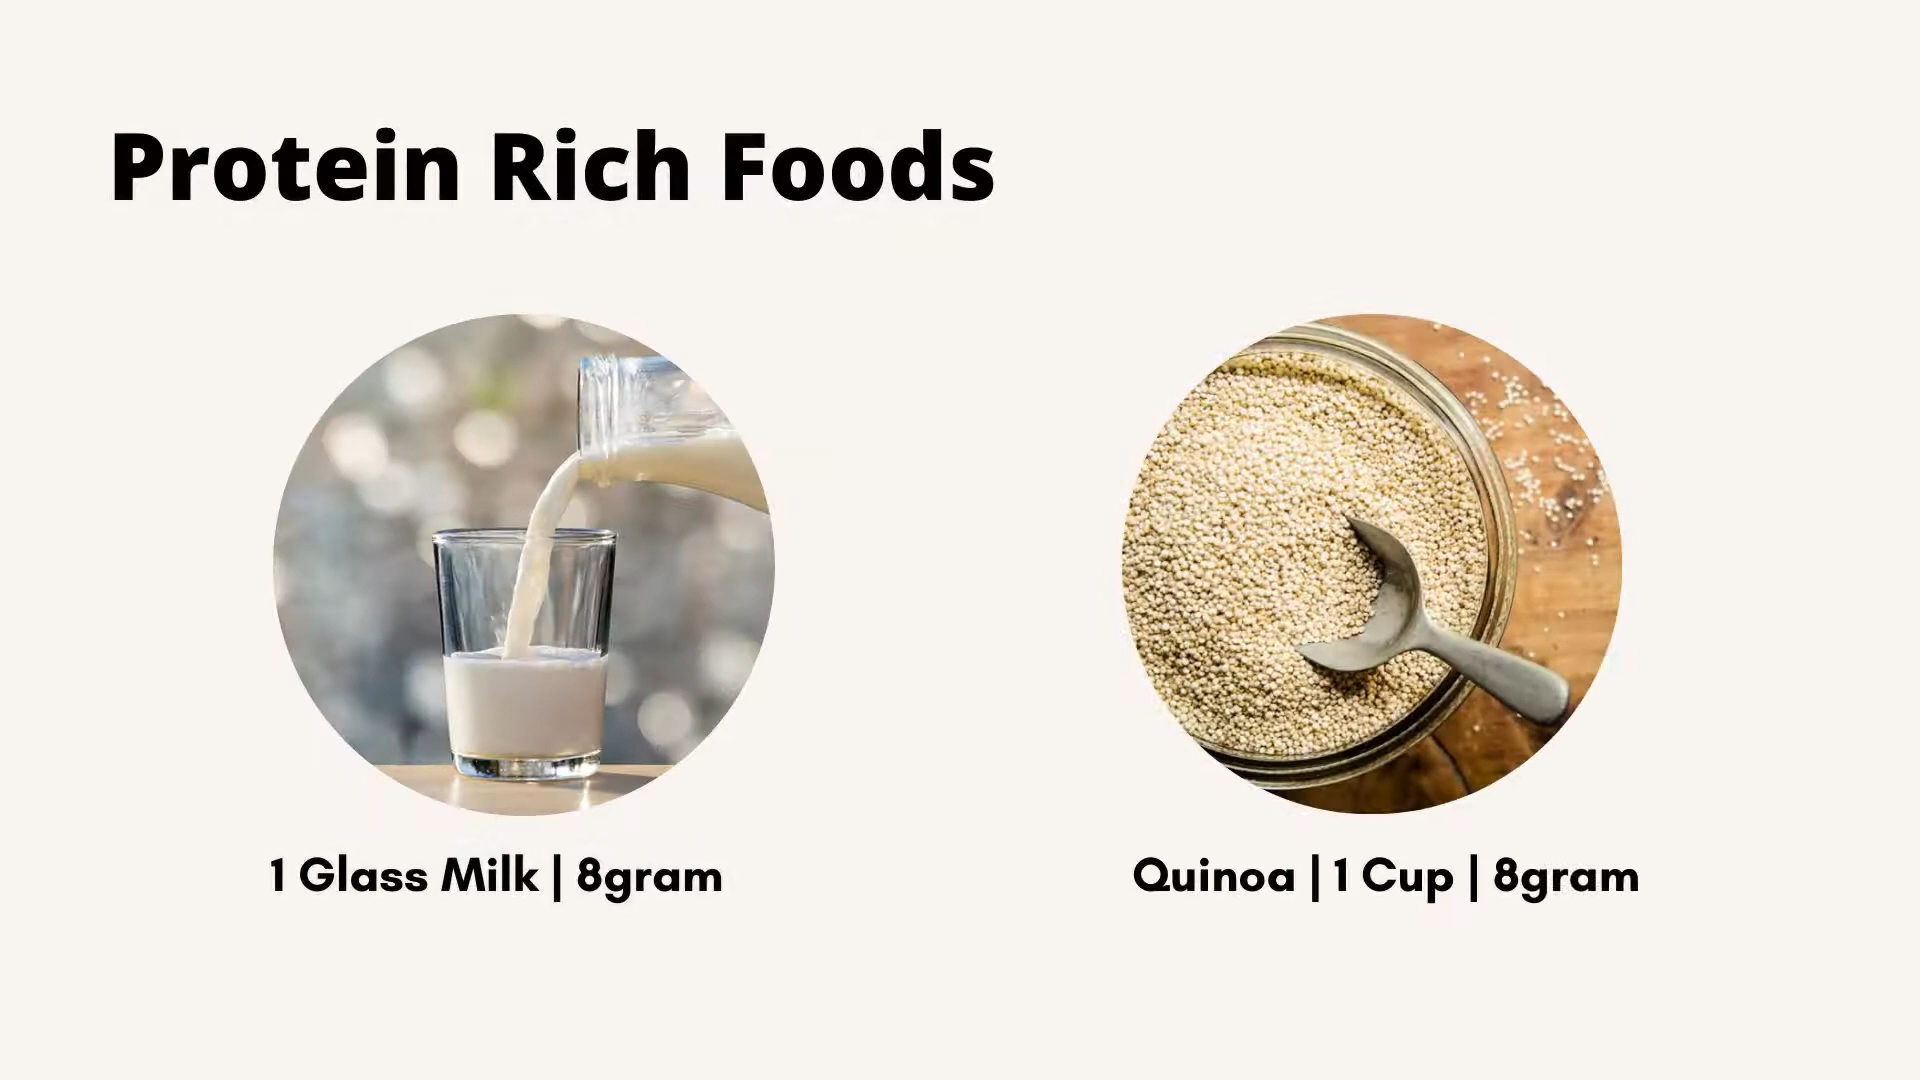 Protein Rich Foods
1 Glass Milk | 8gram
Quinoa | 1 Cup | 8gram